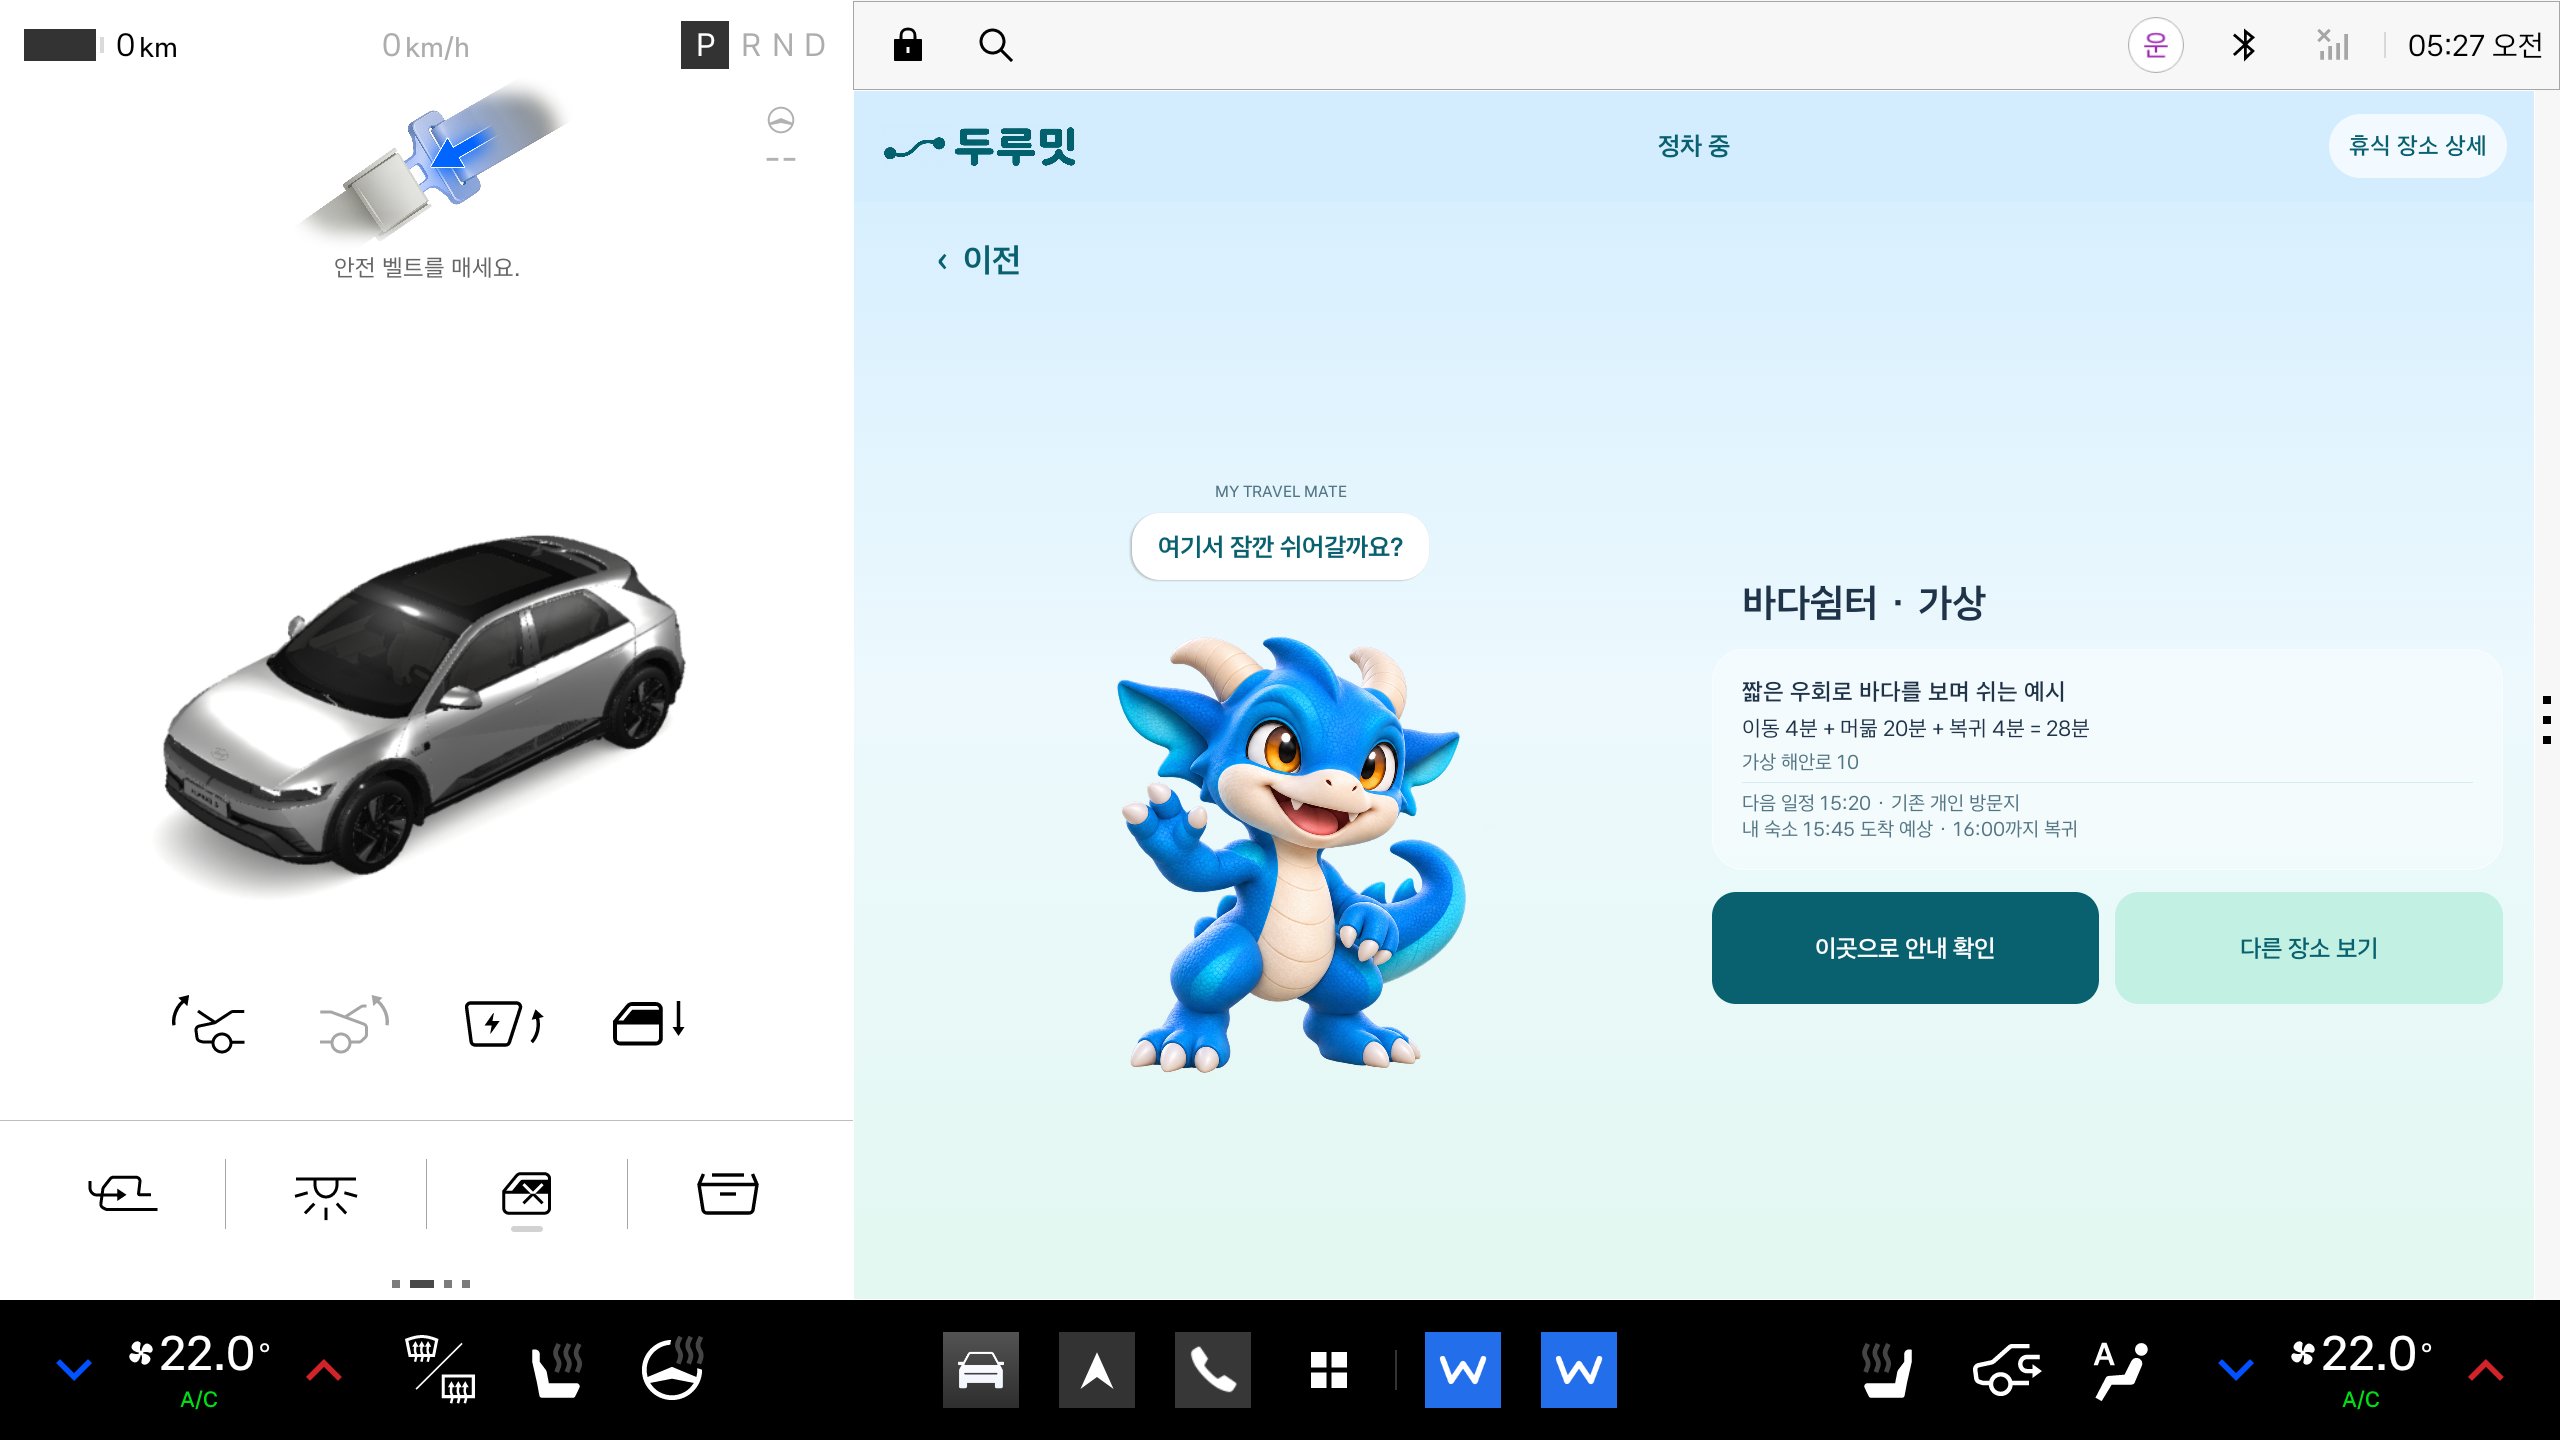 0 km
0 km/h
P R N D
안전 벨트를 매세요.
운
05:27 오전
두루밋
정차 중
휴식 장소 상세
‹ 이전
MY TRAVEL MATE
여기서 잠깐 쉬어갈까요?
바다쉼터 · 가상
짧은 우회로 바다를 보며 쉬는 예시
이동 4분 + 머묾 20분 + 복귀 4분 = 28분
가상 해안로 10
다음 일정 15:20 · 기존 개인 방문지
내 숙소 15:45 도착 예상 · 16:00까지 복귀
이곳으로 안내 확인
다른 장소 보기
22.0°
A/C
A
22.0°
A/C